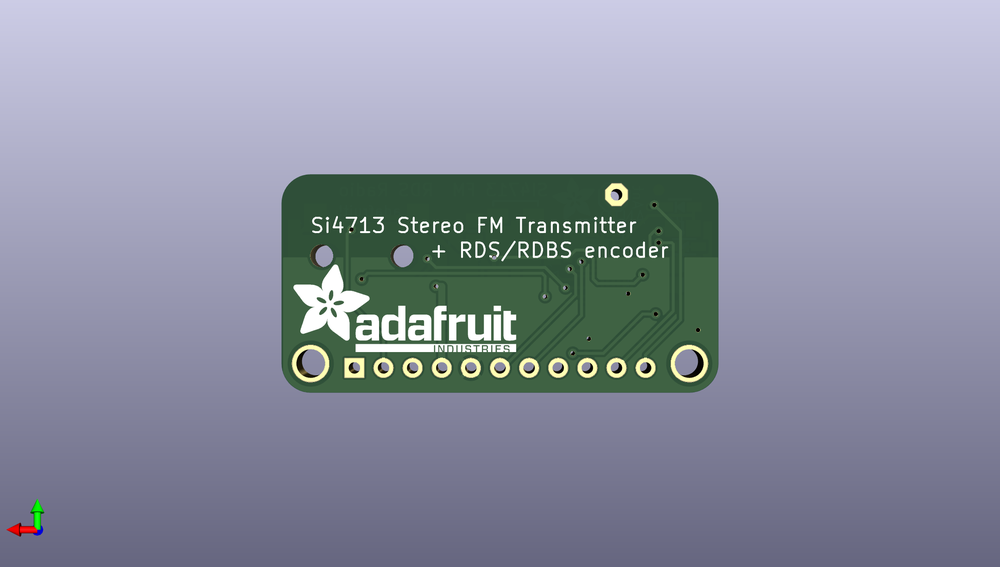 Si4713 Stereo FM Transmitter
+ RDS/RDBS encoder
adafruit
INDUSTRIES